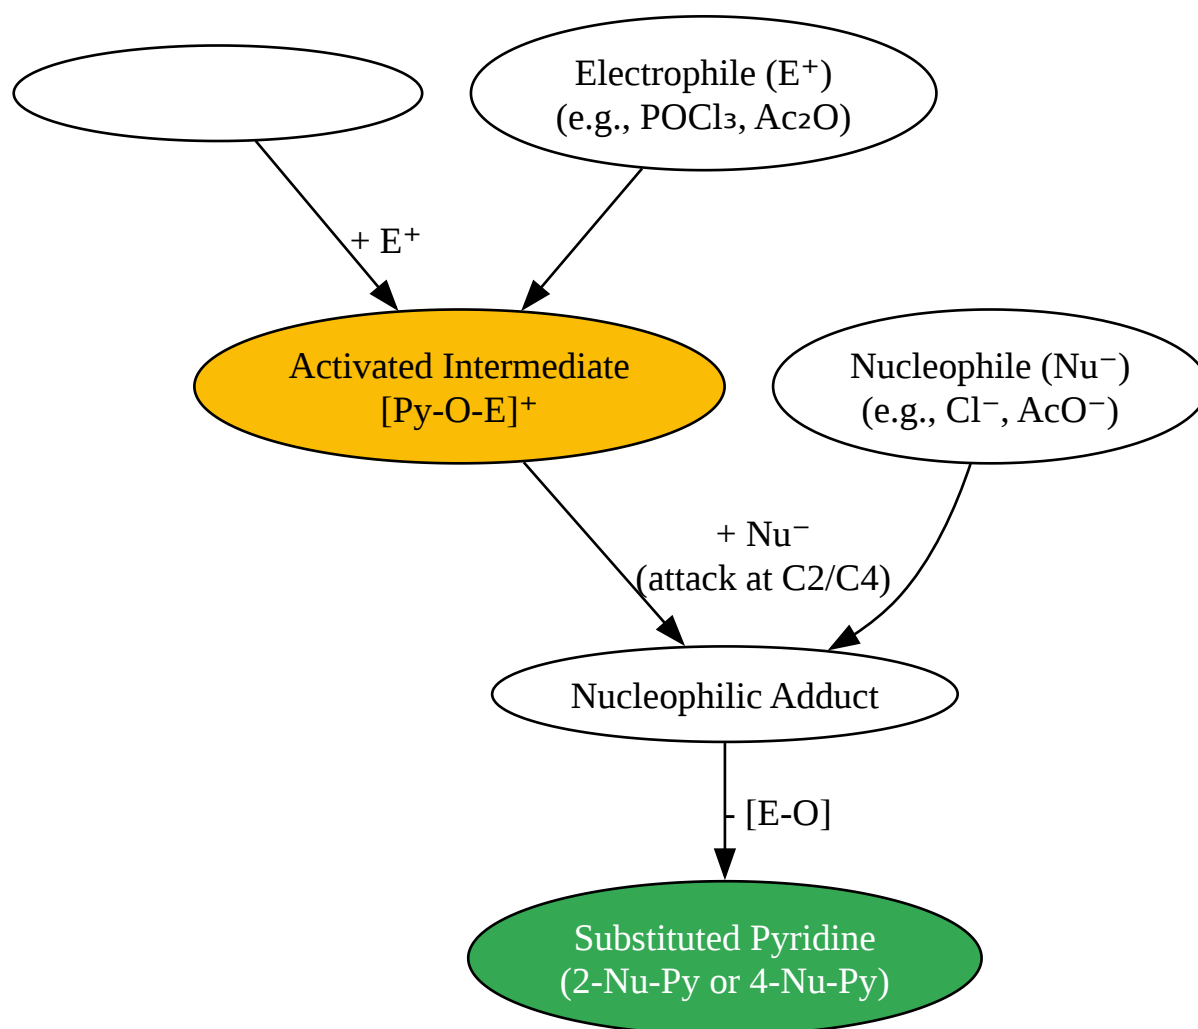 Electrophile (E⁺)
(e.g., POCl₃, Ac₂O)
+ E⁺
Activated Intermediate
[Py-O-E]⁺
Nucleophile (Nu⁻)
(e.g., Cl⁻, AcO⁻)
+ Nu⁻
(attack at C2/C4)
Nucleophilic Adduct
- [E-O]
Substituted Pyridine
(2-Nu-Py or 4-Nu-Py)